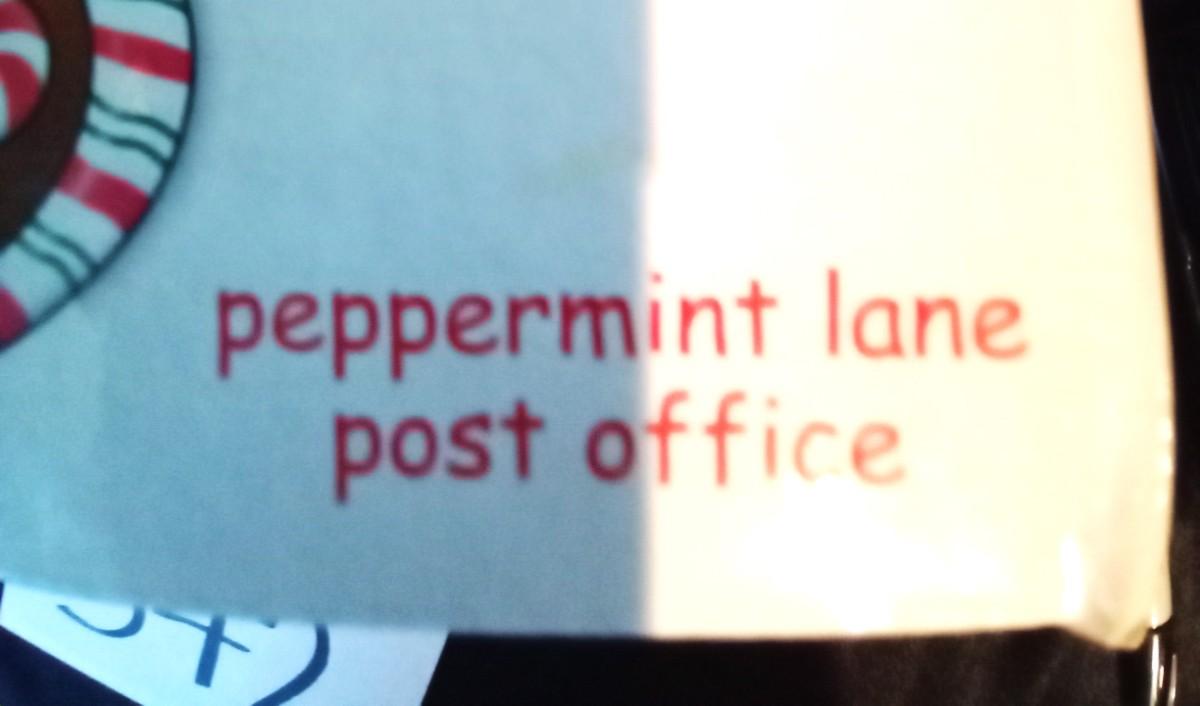 peppermint lane
post office